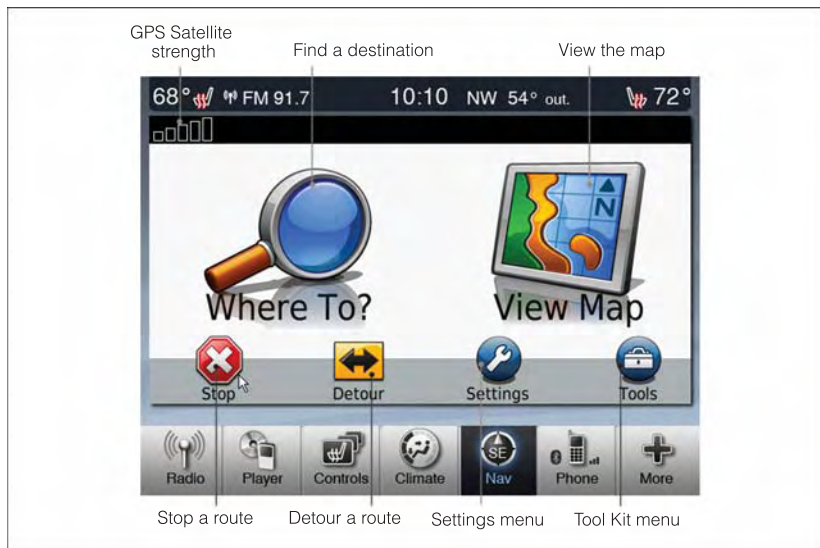 GPS Satellite
strength
Find a destination
View the map
68° FM 91.7 10:10 NW 54° out. 72°
N
Where To?
View Map
Stop
Detour
Settings
Tools
Radio
Player
Controls
Climate
SE
Nav
Phone
More
Stop a route
Detour a route
Settings menu
Tool Kit menu